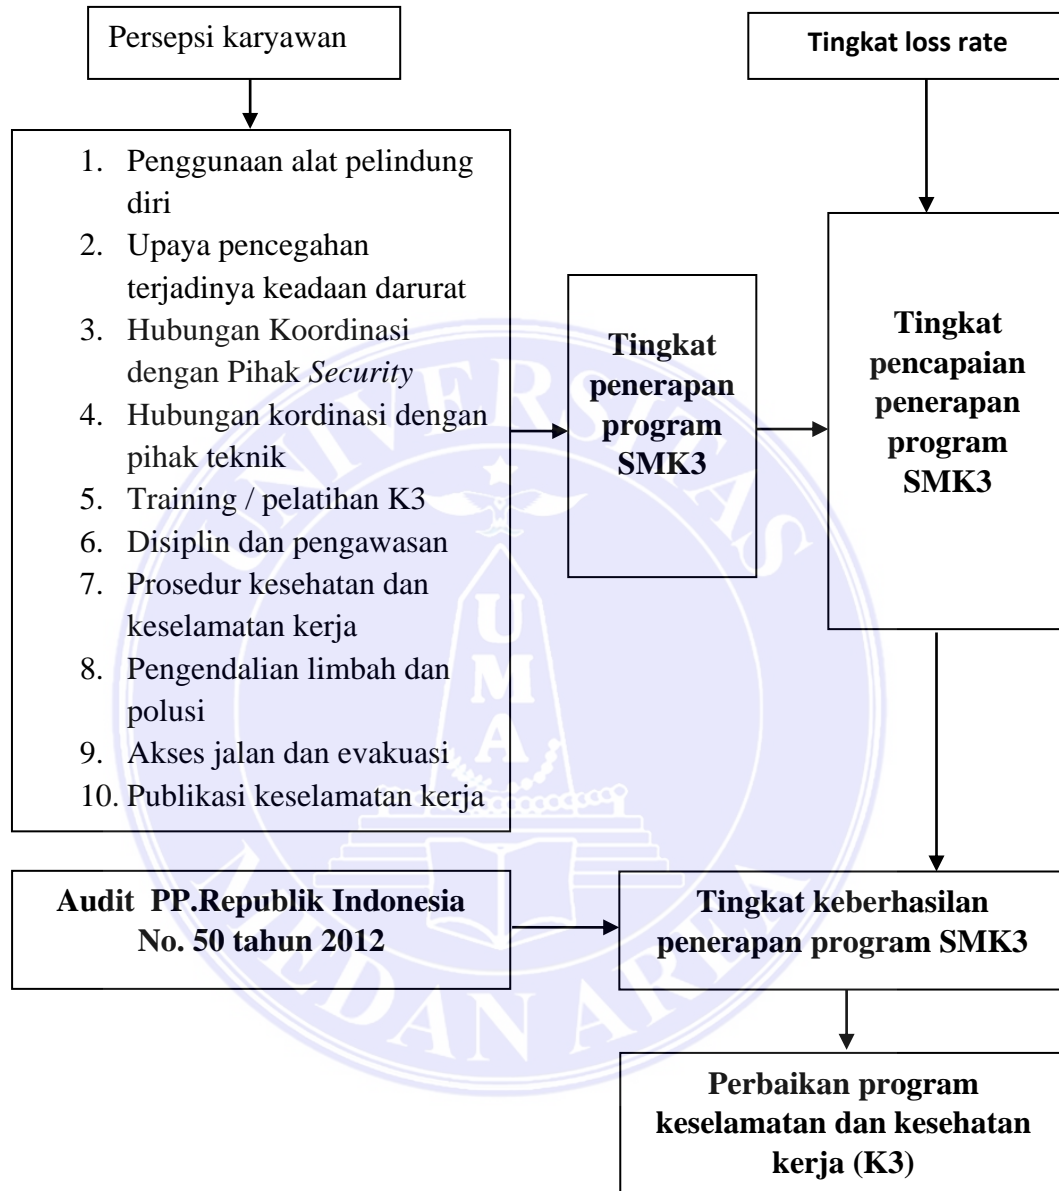 Persepsi karyawan
Tingkat loss rate
1. Penggunaan alat pelindung
diri
2. Upaya pencegahan
terjadinya keadaan darurat
3. Hubungan Koordinasi
dengan Pihak Security
4. Hubungan kordinasi dengan
pihak teknik
5. Training / pelatihan K3
6. Disiplin dan pengawasan
7. Prosedur kesehatan dan
keselamatan kerja
8. Pengendalian limbah dan
polusi
9. Akses jalan dan evakuasi
10. Publikasi keselamatan kerja
Tingkat
penerapan
program
SMK3
Tingkat
pencapaian
penerapan
program
SMK3
Audit PP.Republik Indonesia
No. 50 tahun 2012
Tingkat keberhasilan
penerapan program SMK3
Perbaikan program
keselamatan dan kesehatan
kerja (K3)
UNIVERSITAS
MEDAN AREA
UMA